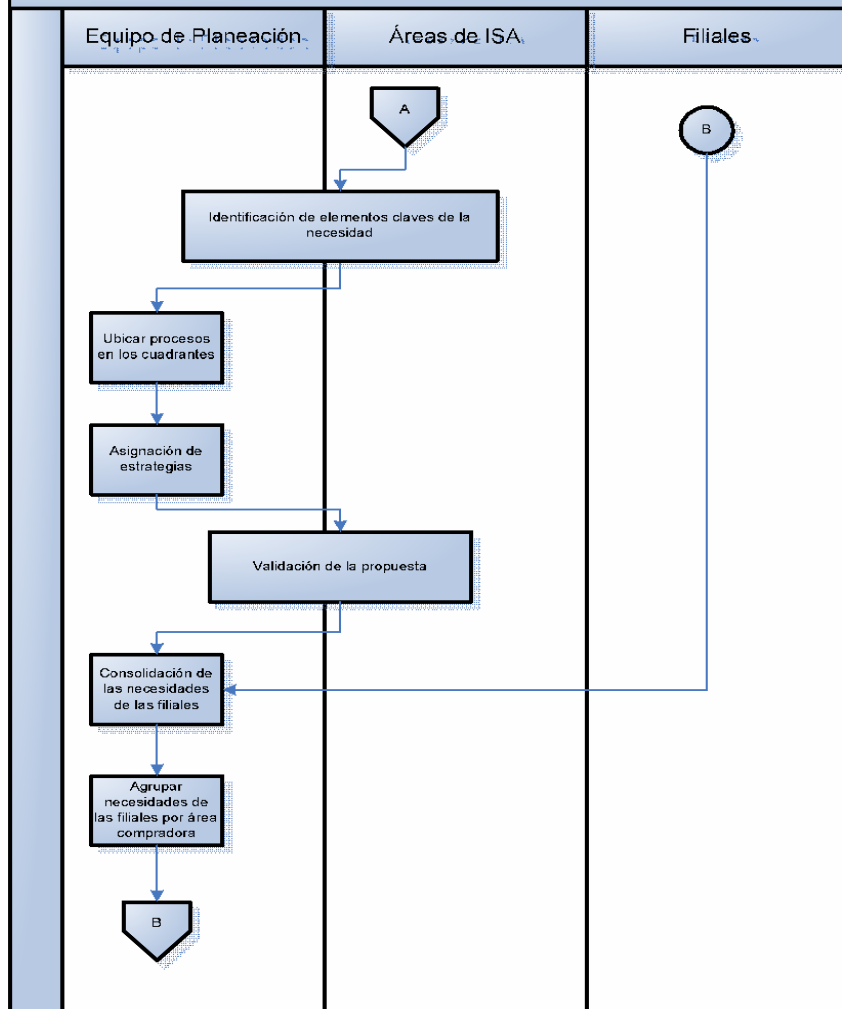 Equipo de Planeación
Áreas de ISA
Filiales
A
B
Identificación de elementos claves de la
necesidad
Ubicar procesos
en los cuadrantes
Asignación de
estrategias
Validación de la propuesta
Consolidación de
las necesidades
de las filiales
Agrupar
necesidades de
las filiales por área
compradora
B